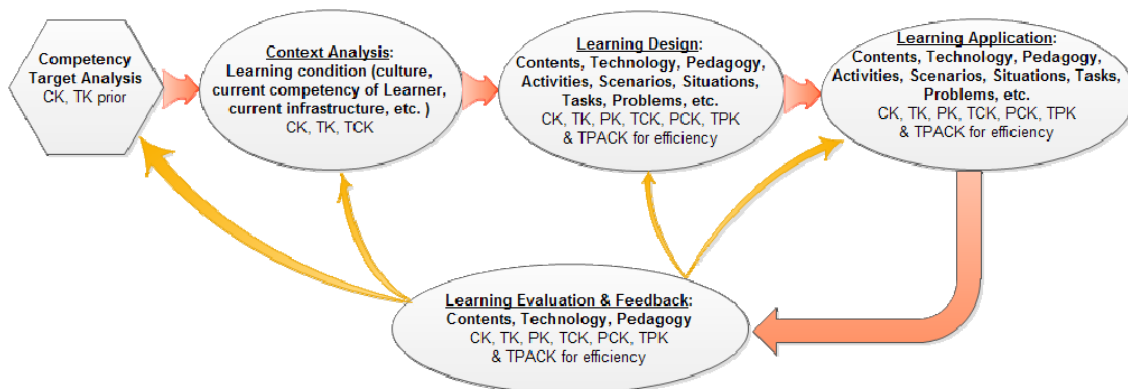 Competency
Target Analysis
CK, TK prior
Context Analysis:
Learning condition (culture,
current competency of Learner,
current infrastructure, etc. )
CK, TK, TCK
Learning Design:
Contents, Technology, Pedagogy,
Activities, Scenarios, Situations,
Tasks, Problems, etc.
CK, TK, PK, TCK, PCK, TPK
& TPACK for efficiency
Learning Application:
Contents, Technology, Pedagogy,
Activities, Scenarios, Situations, Tasks,
Problems, etc.
CK, TK, PK, TCK, PCK, TPK
& TPACK for efficiency
Learning Evaluation & Feedback:
Contents, Technology, Pedagogy
CK, TK, PK, TCK, PCK, TPK
& TPACK for efficiency